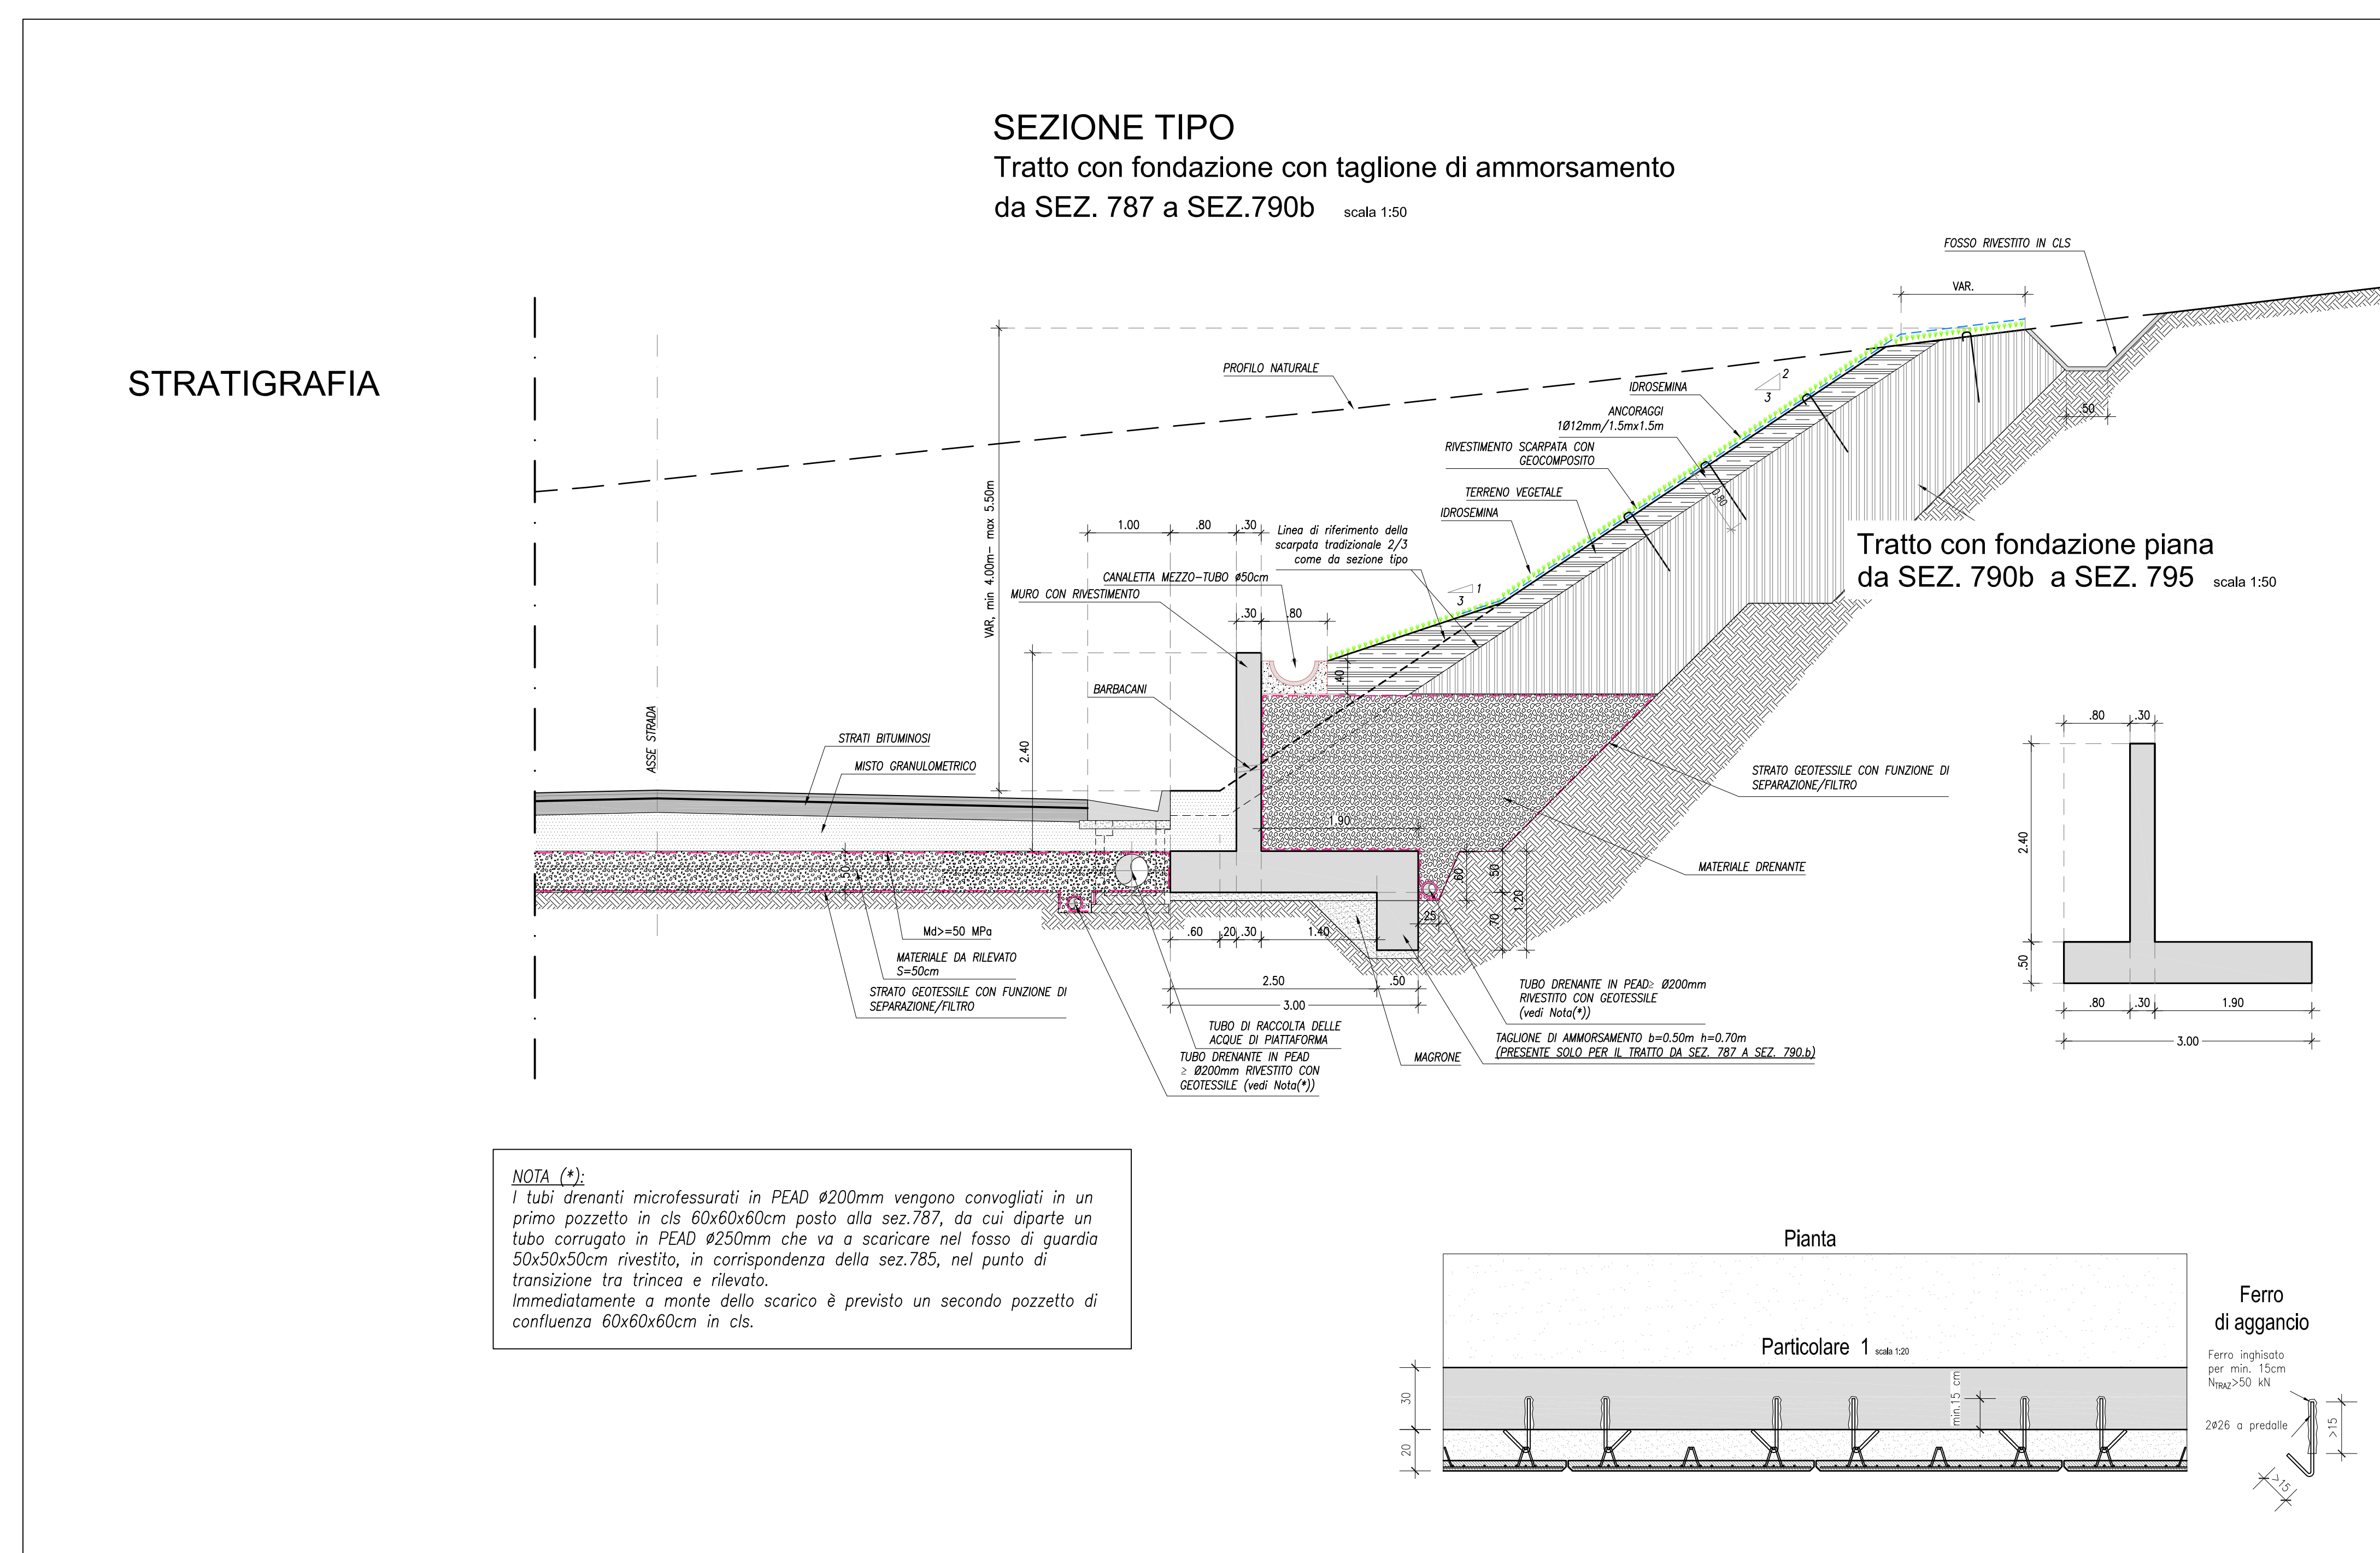 SEZIONE TIPO
Tratto con fondazione con taglione di ammorsamento
da SEZ. 787 a SEZ.790b scala 1:50
STRATIGRAFIA
FOSSO RIVESTITO IN CLS
VAR.
PROFILO NATURALE
2
3
IDROSEMINA
ANCORAGGI
1Ø12mm/1.5mx1.5m
.50
RIVESTIMENTO SCARPATA CON
GEOCOMPOSITO
TERRENO VEGETALE
IDROSEMINA
0.80
VAR, min 4.00m- max 5.50m
1.00
.80
.30
Linea di riferimento della
scarpata tradizionale 2/3
come da sezione tipo
CANALETTA MEZZO-TUBO Ø50cm
MURO CON RIVESTIMENTO
1
3
.30
.80
Tratto con fondazione piana
da SEZ. 790b a SEZ. 795 scala 1:50
.40
BARBACANI
2.40
ASSE STRADA
STRATI BITUMINOSI
MISTO GRANULOMETRICO
STRATO GEOTESSILE CON FUNZIONE DI
SEPARAZIONE/FILTRO
1.90
MATERIALE DRENANTE
.50
.60
.50
1.20
.70
.25
Md>=50 MPa
.60
.20
.30
1.40
MATERIALE DA RILEVATO
S=50cm
STRATO GEOTESSILE CON FUNZIONE DI
SEPARAZIONE/FILTRO
2.50
.50
3.00
TUBO DRENANTE IN PEAD≥ Ø200mm
RIVESTITO CON GEOTESSILE
(vedi Nota(*))
TUBO DI RACCOLTA DELLE
ACQUE DI PIATTAFORMA
TAGLIONE DI AMMORSAMENTO b=0.50m h=0.70m
(PRESENTE SOLO PER IL TRATTO DA SEZ. 787 A SEZ. 790.b)
MAGRONE
TUBO DRENANTE IN PEAD
≥ Ø200mm RIVESTITO CON
GEOTESSILE (vedi Nota(*))
.80
.30
2.40
.50
.80
.30
1.90
3.00
NOTA (*):
I tubi drenanti microfessurati in PEAD Ø200mm vengono convogliati in un
primo pozzetto in cls 60x60x60cm posto alla sez.787, da cui diparte un
tubo corrugato in PEAD Ø250mm che va a scaricare nel fosso di guardia
50x50x50cm rivestito, in corrispondenza della sez.785, nel punto di
transizione tra trincea e rilevato.
Immediatamente a monte dello scarico è previsto un secondo pozzetto di
confluenza 60x60x60cm in cls.
Pianta
Particolare 1 scala 1:20
30
20
min.15 cm
Ferro
di aggancio
Ferro inghisato
per min. 15cm
NTRAZ>50 kN
2Ø26 a predalle
>15
>15